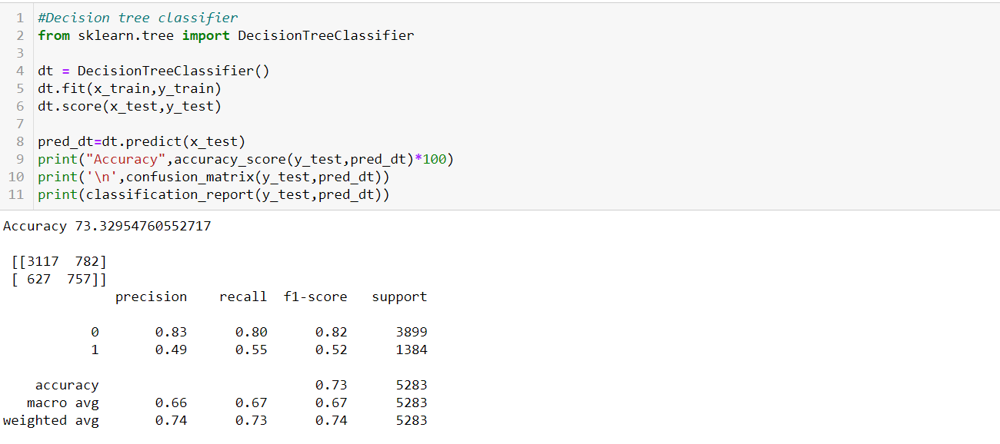 1 #Decision tree classifier
2 from sklearn.tree import DecisionTreeClassifier
3
4 dt = DecisionTreeClassifier()
5 dt.fit(x_train,y_train)
6 dt.score(x_test,y_test)
7
8 pred_dt=dt.predict(x_test)
9 print("Accuracy",accuracy_score(y_test,pred_dt)*100)
10 print('\n',confusion_matrix(y_test,pred_dt))
11 print(classification_report(y_test,pred_dt))
Accuracy 73.32954760552717
[[3117  782]
[ 627  757]]
precision    recall  f1-score   support
0       0.83      0.80      0.82      3899
1       0.49      0.55      0.52      1384
accuracy                           0.73      5283
macro avg       0.66      0.67      0.67      5283
weighted avg       0.74      0.73      0.74      5283